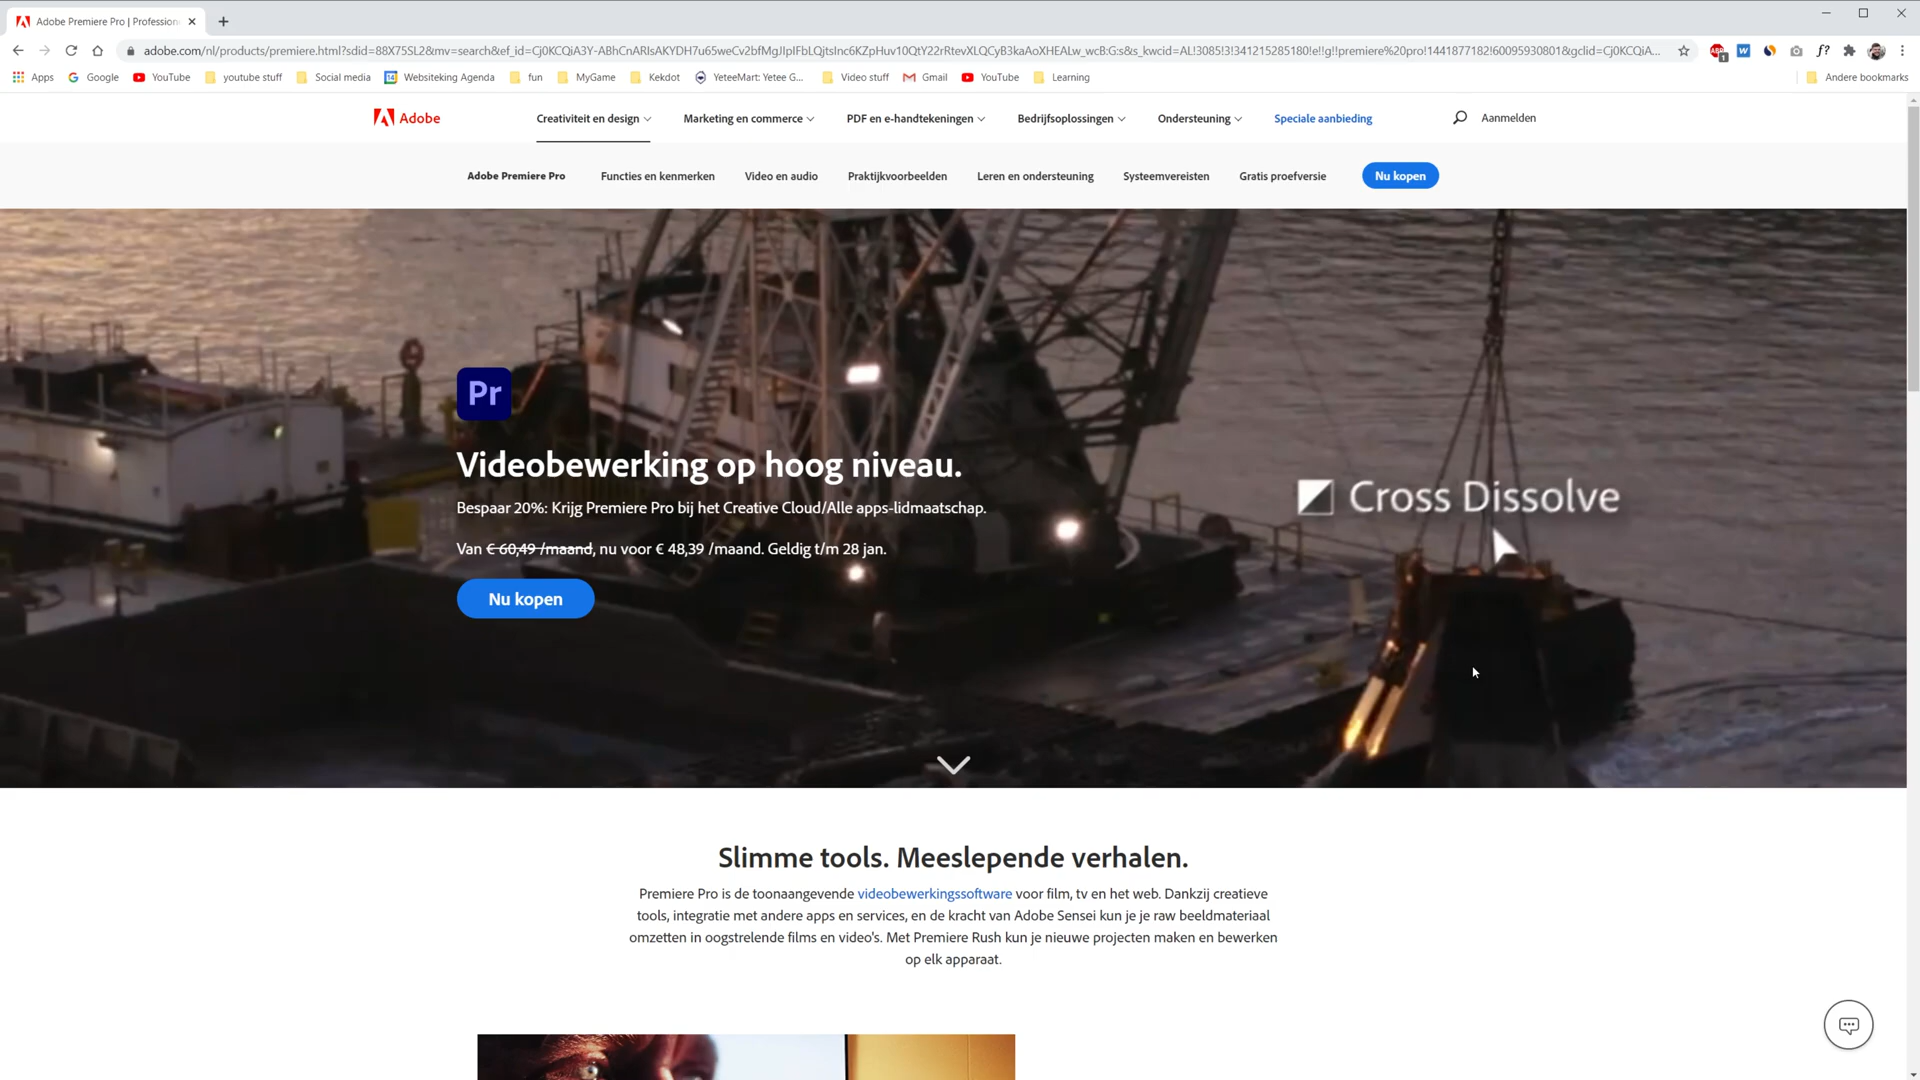 Adobe Premiere Pro | Profession
adobe.com/nl/products/premiere.html?sdid=88X75SL2&mv=search&ef_id=Cj0KCQiA3Y-ABhCnARIsAKYDH7u65weCv2bfMgJIpIFbLQjtsInc6KZpHuv10QtY22rRtevXLQCyB3kaAoXHEALw_wcB:G:s&s_kwcid=AL!3085!3!341215285180!e!!g!!premiere%20pro!1441877182!60095930801&gclid=Cj0KCQiA...
Apps
Google
YouTube
youtube stuff
Social media
Websiteking Agenda
fun
MyGame
Kekdot
YeteeMart: Yetee G...
Video stuff
Gmail
YouTube
Learning
Andere bookmarks
Adobe
Creativiteit en design
Marketing en commerce
PDF en e-handtekeningen
Bedrijfsoplossingen
Ondersteuning
Speciale aanbieding
Aanmelden
Adobe Premiere Pro
Functies en kenmerken
Video en audio
Praktijkvoorbeelden
Leren en ondersteuning
Systeemvereisten
Gratis proefversie
Nu kopen
Pr
Videobewerking op hoog niveau.
Bespaar 20%: Krijg Premiere Pro bij het Creative Cloud/Alle apps-lidmaatschap.
Van € 60,49 /maand, nu voor € 48,39 /maand. Geldig t/m 28 jan.
Nu kopen
Cross Dissolve
Slimme tools. Meeslepende verhalen.
Premiere Pro is de toonaangevende videobewerkingssoftware voor film, tv en het web. Dankzij creatieve
tools, integratie met andere apps en services, en de kracht van Adobe Sensei kun je je raw beeldmateriaal
omzetten in oogstrelende films en video's. Met Premiere Rush kun je nieuwe projecten maken en bewerken
op elk apparaat.